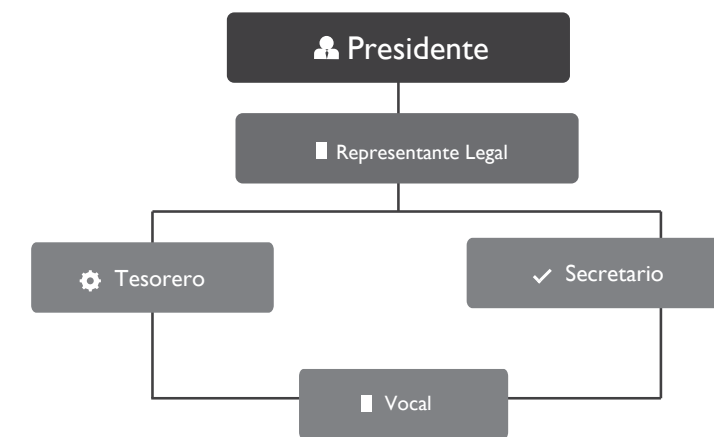 Presidente
Representante Legal
Tesorero
Secretario
Vocal